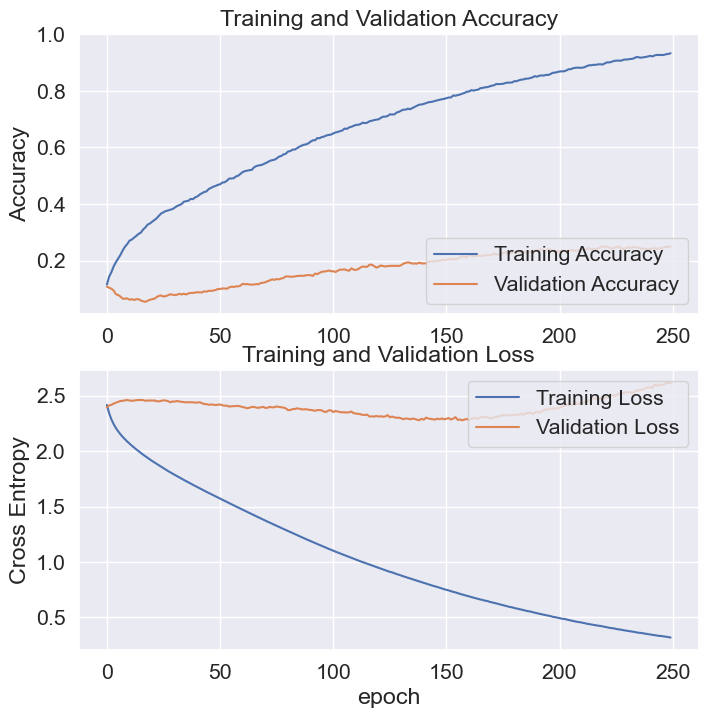 Training and Validation Accuracy
1.0
0.8
0.6
0.4
0.2
Accuracy
Training Accuracy
Validation Accuracy
0 50 100 150 200 250
Training and Validation Loss
2.5
2.0
1.5
1.0
0.5
Cross Entropy
Training Loss
Validation Loss
0 50 100 150 200 250
epoch